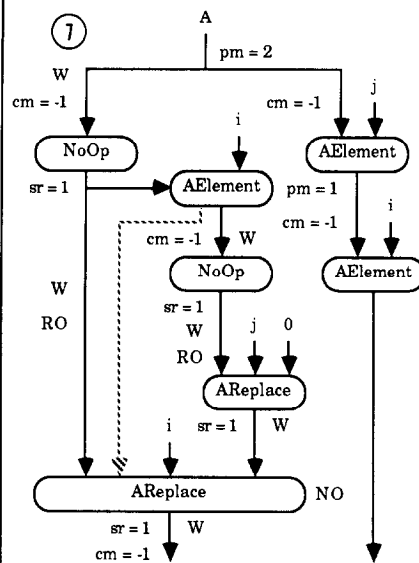 7
A
pm = 2
W
cm = -1
cm = -1
j
NoOp
i
AElement
sr = 1
AElement
pm = 1
cm = -1
W
cm = -1
i
NoOp
AElement
W
sr = 1
RO
W
j
0
RO
AReplace
i
sr = 1
W
AReplace
NO
sr = 1
W
cm = -1